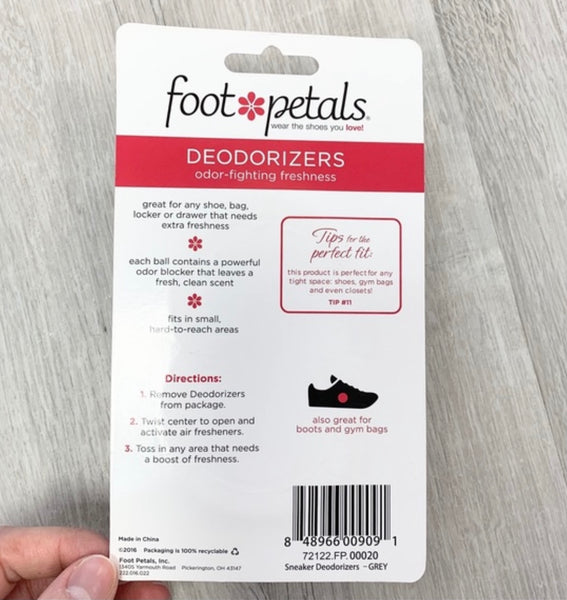 foot petals®
wear the shoes you love!
DEODORIZERS
odor-fighting freshness
great for any shoe, bag,
locker or drawer that needs
extra freshness
each ball contains a powerful
odor blocker that leaves a
fresh, clean scent
fits in small,
hard-to-reach areas
Tips for the
perfect fit:
this product is perfect for any
tight space: shoes, gym bags
and even closets!
TIP #11
Directions:
1. Remove Deodorizers
from package.
2. Twist center to open and
activate air fresheners.
3. Toss in any area that needs
a boost of freshness.
also great for
boots and gym bags
Made in China
©2016 Packaging is 100% recyclable
Foot Petals, Inc.
13405 Yarmouth Road Pickerington, OH 43147
222.016.022
8 48966 00909 1
72122.FP.00020
Sneaker Deodorizers - GREY